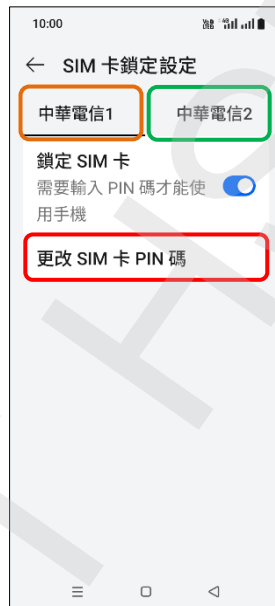 10:00
← SIM 卡鎖定設定
中華電信1 中華電信2
鎖定 SIM 卡
需要輸入 PIN 碼才能使
用手機
更改 SIM 卡 PIN 碼